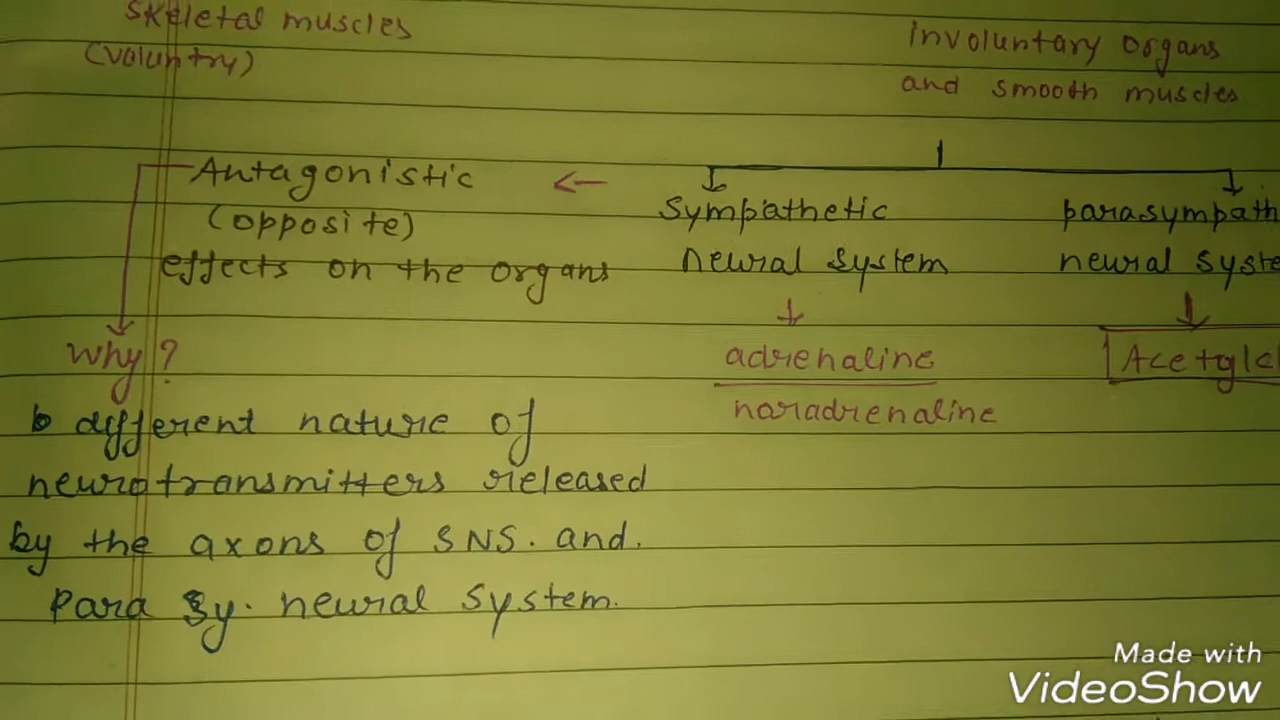 Skeletal muscles
(voluntry)
involuntary organs
and smooth muscles
Antagonistic
(opposite)
effects on the organs
Sympathetic
neural system
parasympath
neural syste
Why?
adrenaline
noradrenaline
Acetylc
different nature of
neurotransmitters released
by the axons of SNS. and.
Para Sy. neural system.
Made with
VideoShow